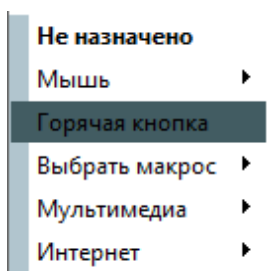 Не назначено
Мышь
Горячая кнопка
Выбрать макрос
Мультимедиа
Интернет